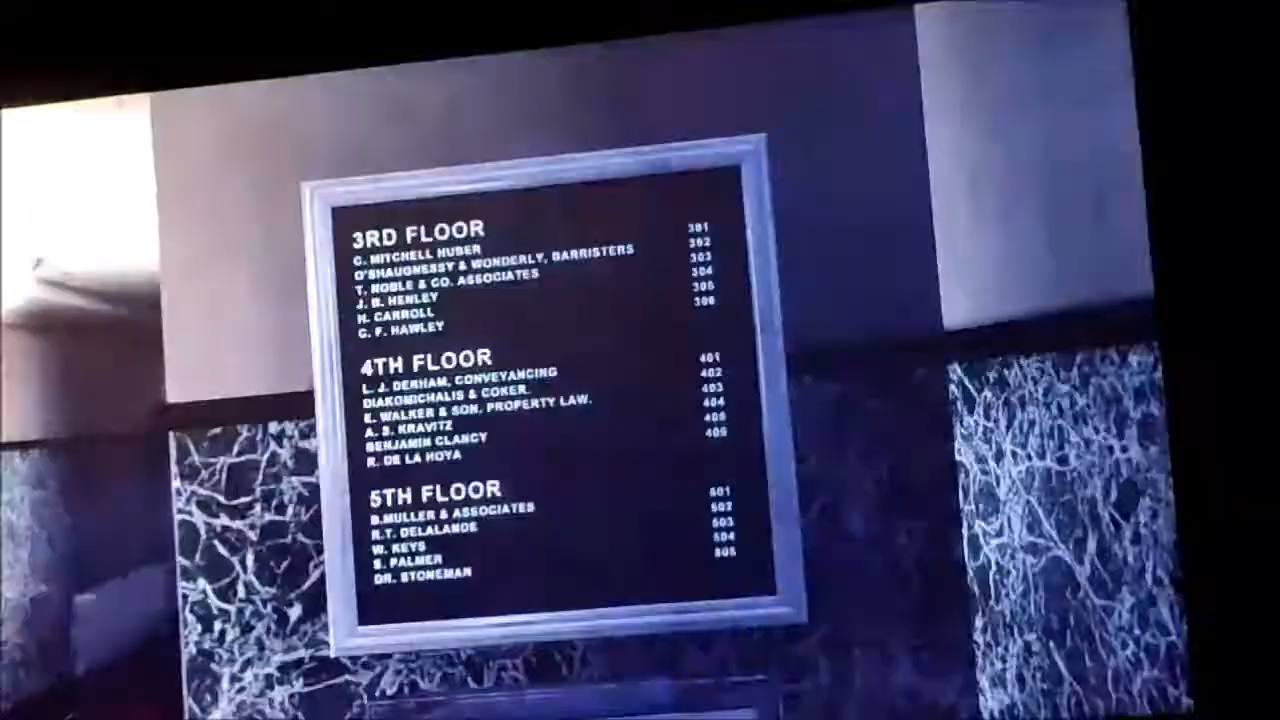 3RD FLOOR
C. MITCHELL HUBER 301
O'SHAUGNESSY & WONDERLY, BARRISTERS 302
T. NOBLE & CO. ASSOCIATES 303
J. B. HENLEY 304
H. CARROLL 305
G. F. HAWLEY 306
4TH FLOOR
L. J. DERHAM, CONVEYANCING 401
DIAKOMICHALIS & COKER. 402
E. WALKER & SON. PROPERTY LAW. 403
A. S. KRAVITZ 404
BENJAMIN CLANCY 405
R. DE LA HOYA 406
5TH FLOOR
B.MULLER & ASSOCIATES 501
R.T. DELALANDE 502
W. KEYS 503
S. PALMER 504
DR. STONEMAN 505